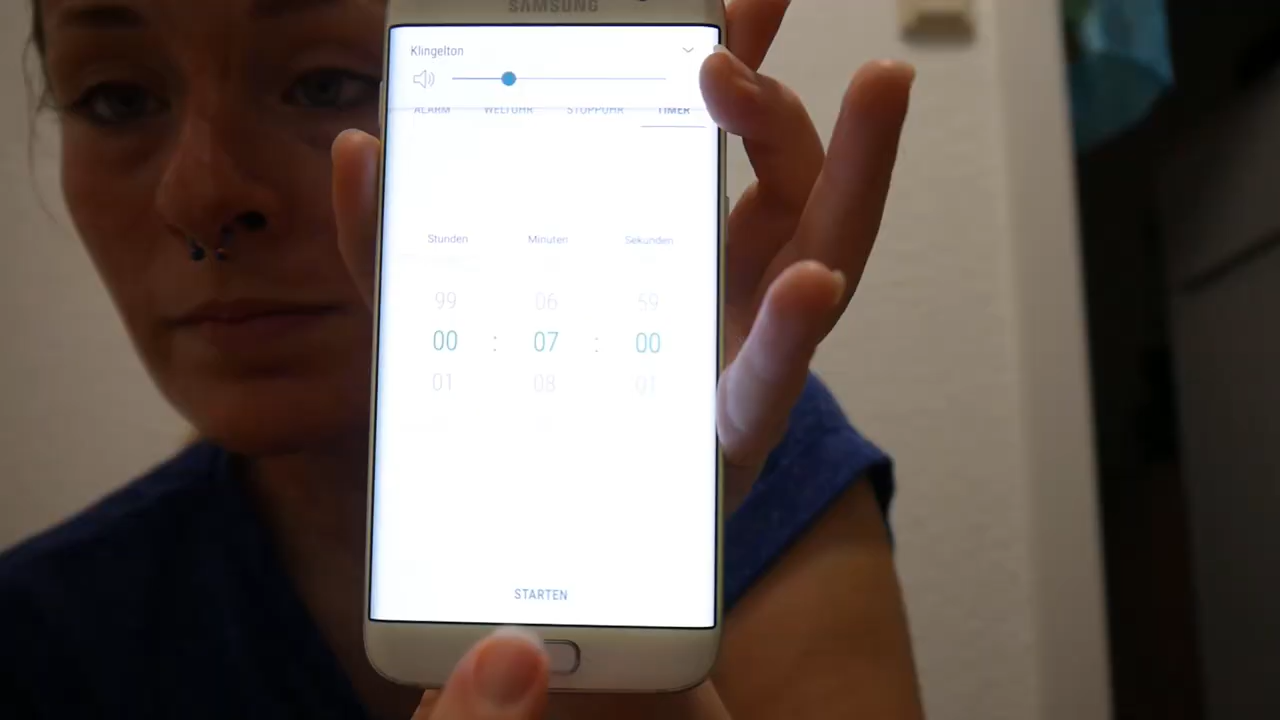 SAMSUNG
Klingelton
ALARM WELTUHR STOPPUHR TIMER
Stunden Minuten Sekunden
99 06 59
00 : 07 : 00
01 08 01
STARTEN